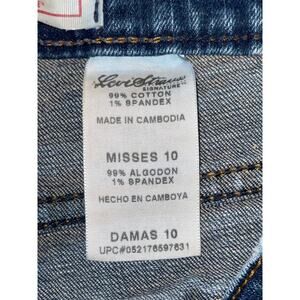 Levi Strauss
SIGNATURE™
99% COTTON
1% SPANDEX
MADE IN CAMBODIA
MISSES 10
99% ALGODON
1% SPANDEX
HECHO EN CAMBOYA
DAMAS 10
UPC#052176597631